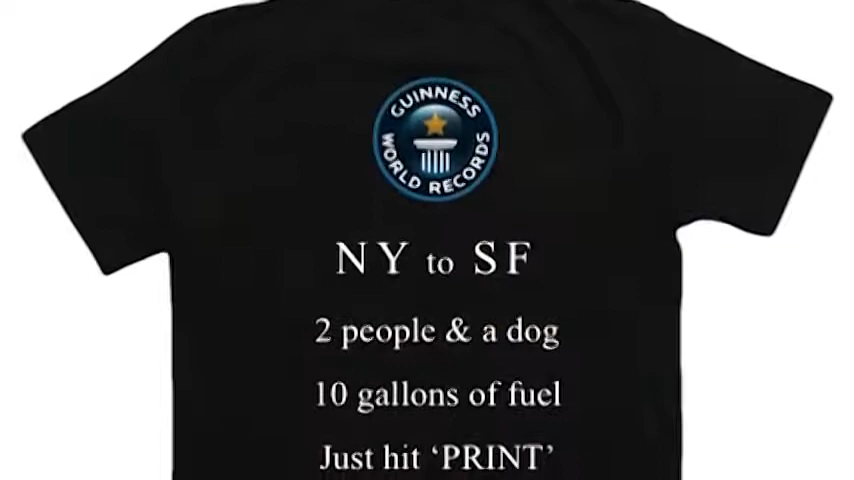 GUINNESS
WORLD RECORDS
NY to SF
2 people & a dog
10 gallons of fuel
Just hit ‘PRINT’